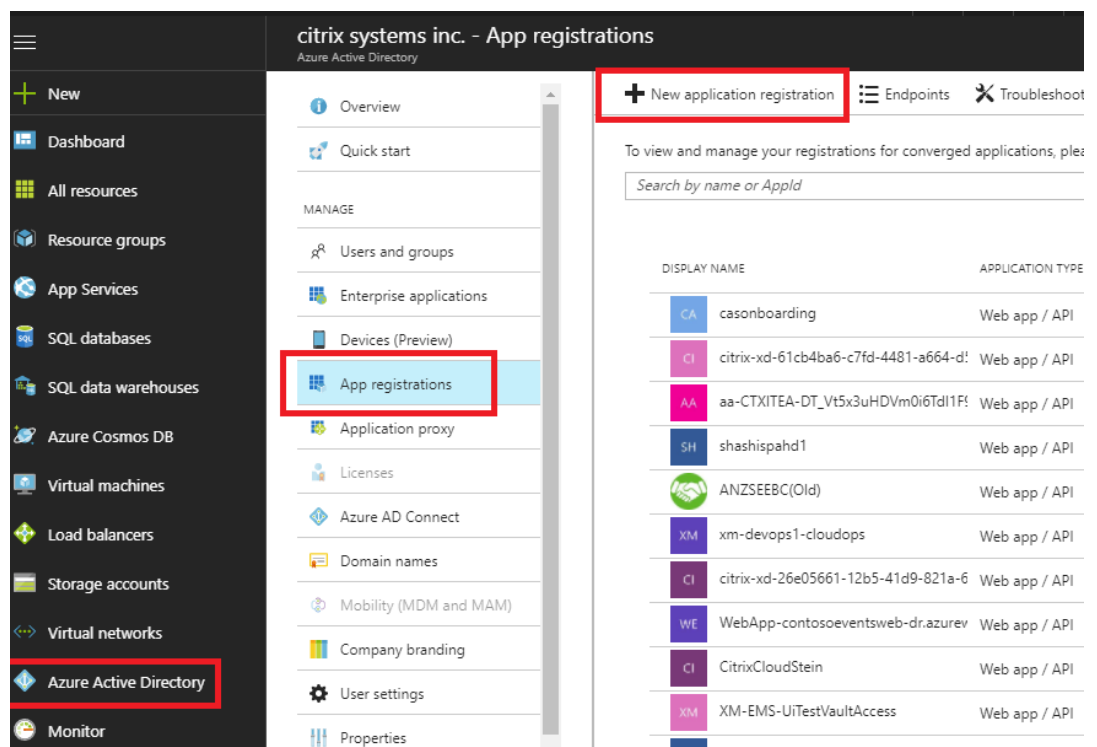 citrix systems inc. - App registrations
Azure Active Directory
New
Dashboard
All resources
Resource groups
App Services
SQL databases
SQL data warehouses
Azure Cosmos DB
Virtual machines
Load balancers
Storage accounts
Virtual networks
Azure Active Directory
Monitor
Overview
Quick start
MANAGE
Users and groups
Enterprise applications
Devices (Preview)
App registrations
Application proxy
Licenses
Azure AD Connect
Domain names
Mobility (MDM and MAM)
Company branding
User settings
Properties
New application registration Endpoints Troubleshoot
To view and manage your registrations for converged applications, plea
Search by name or AppId
DISPLAY NAME APPLICATION TYPE
CA casonboarding Web app / API
CI citrix-xd-61cb4ba6-c7fd-4481-a664-d! Web app / API
AA aa-CTXITEA-DT_Vt5x3uHDVm0i6TdI1F! Web app / API
SH shashispahd1 Web app / API
ANZSEEBC(Old) Web app / API
XM xm-devops1-cloudops Web app / API
CI citrix-xd-26e05661-12b5-41d9-821a-6 Web app / API
WE WebApp-contosoeventsweb-dr.azurew Web app / API
CI CitrixCloudStein Web app / API
XM XM-EMS-UiTestVaultAccess Web app / API